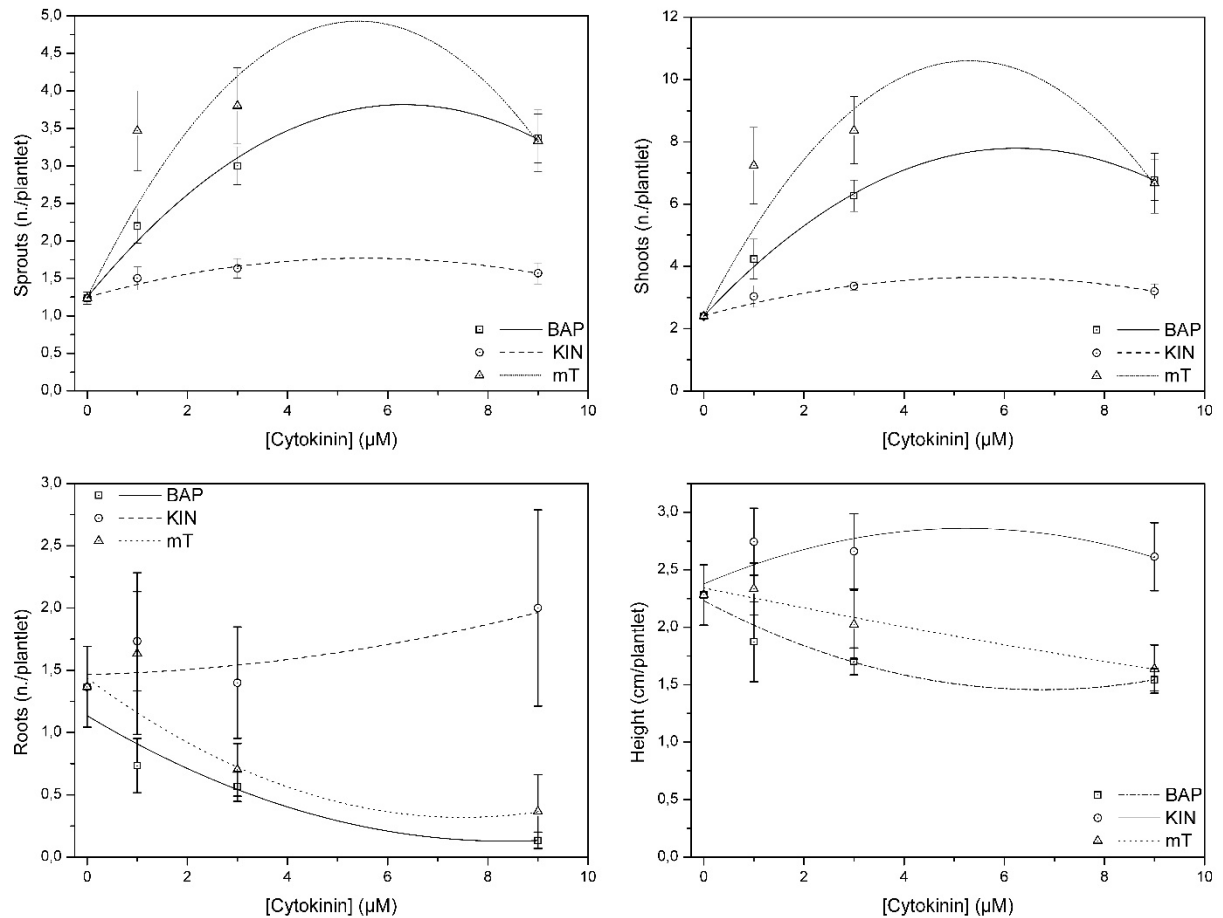 Sprouts (n./plantlet)
5,0
4,5
4,0
3,5
3,0
2,5
2,0
1,5
1,0
0,5
0,0
BAP
KIN
mT
0 2 4 6 8 10
[Cytokinin] (µM)
Shoots (n./plantlet)
12
10
8
6
4
2
0
BAP
KIN
mT
0 2 4 6 8 10
[Cytokinin] (µM)
Roots (n./plantlet)
3,0
2,5
2,0
1,5
1,0
0,5
0,0
BAP
KIN
mT
0 2 4 6 8 10
[Cytokinin] (µM)
Height (cm/plantlet)
3,0
2,5
2,0
1,5
1,0
0,5
0,0
BAP
KIN
mT
0 2 4 6 8 10
[Cytokinin] (µM)